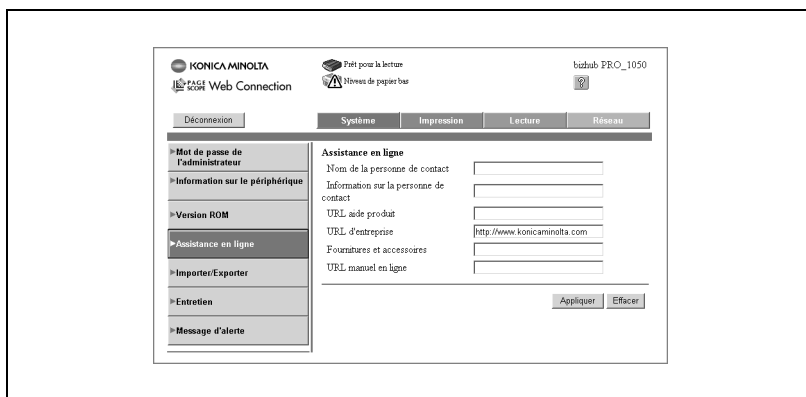 KONICA MINOLTA
PAGE SCOPE Web Connection
Prêt pour la lecture
Niveau de papier bas
bizhub PRO_1050
?
Déconnexion
Système
Impression
Lecture
Réseau
Mot de passe de
l'administrateur
Information sur le périphérique
Version ROM
Assistance en ligne
Importer/Exporter
Entretien
Message d'alerte
Assistance en ligne
Nom de la personne de contact
Information sur la personne de
contact
URL aide produit
URL d'entreprise
http://www.konicaminolta.com
Fournitures et accessoires
URL manuel en ligne
Appliquer
Effacer